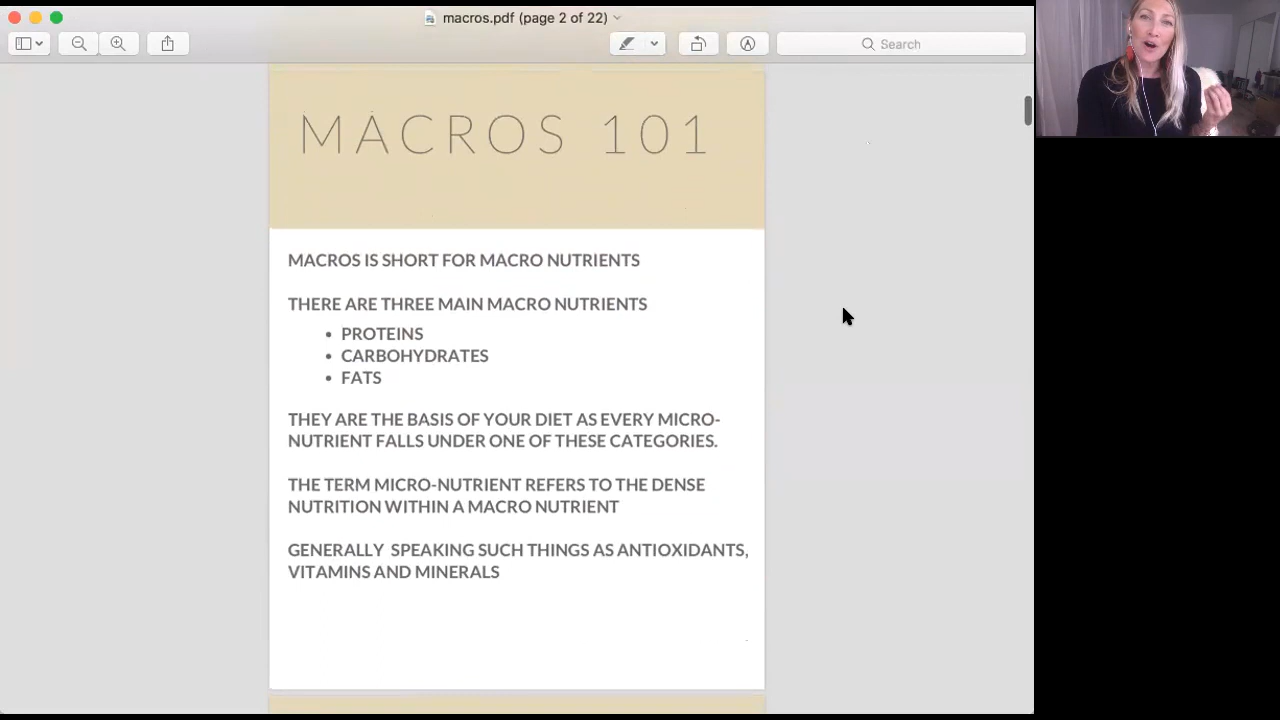 macros.pdf (page 2 of 22)
Search
MACROS 101
MACROS IS SHORT FOR MACRO NUTRIENTS
THERE ARE THREE MAIN MACRO NUTRIENTS
• PROTEINS
• CARBOHYDRATES
• FATS
THEY ARE THE BASIS OF YOUR DIET AS EVERY MICRO-
NUTRIENT FALLS UNDER ONE OF THESE CATEGORIES.
THE TERM MICRO-NUTRIENT REFERS TO THE DENSE
NUTRITION WITHIN A MACRO NUTRIENT
GENERALLY SPEAKING SUCH THINGS AS ANTIOXIDANTS,
VITAMINS AND MINERALS